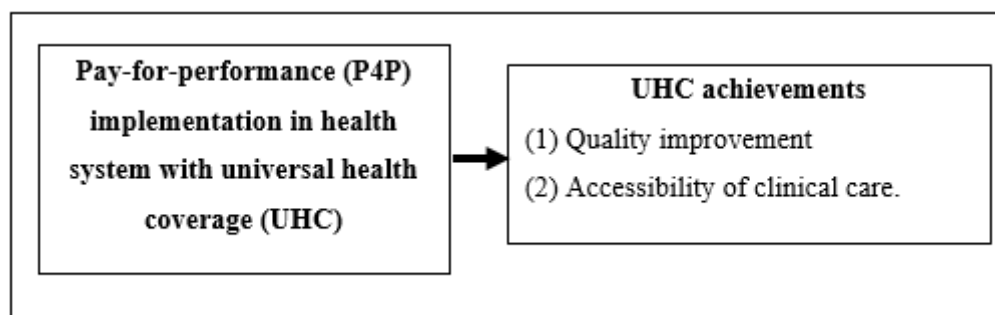 Pay-for-performance (P4P)
implementation in health
system with universal health
coverage (UHC)
UHC achievements
(1) Quality improvement
(2) Accessibility of clinical care.